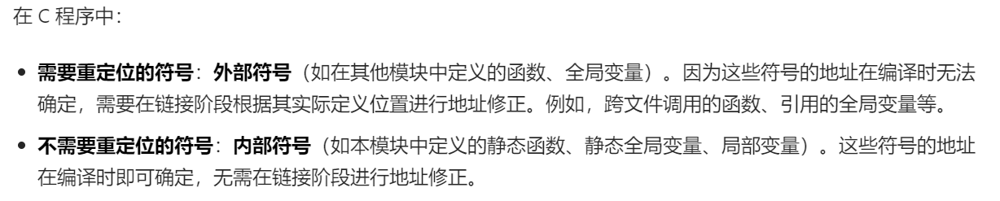 在 C 程序中：
• 需要重定位的符号：外部符号（如在其他模块中定义的函数、全局变量）。因为这些符号的地址在编译时无法
确定，需要在链接阶段根据其实际定义位置进行地址修正。例如，跨文件调用的函数、引用的全局变量等。
• 不需要重定位的符号：内部符号（如本模块中定义的静态函数、静态全局变量、局部变量）。这些符号的地址
在编译时即可确定，无需在链接阶段进行地址修正。